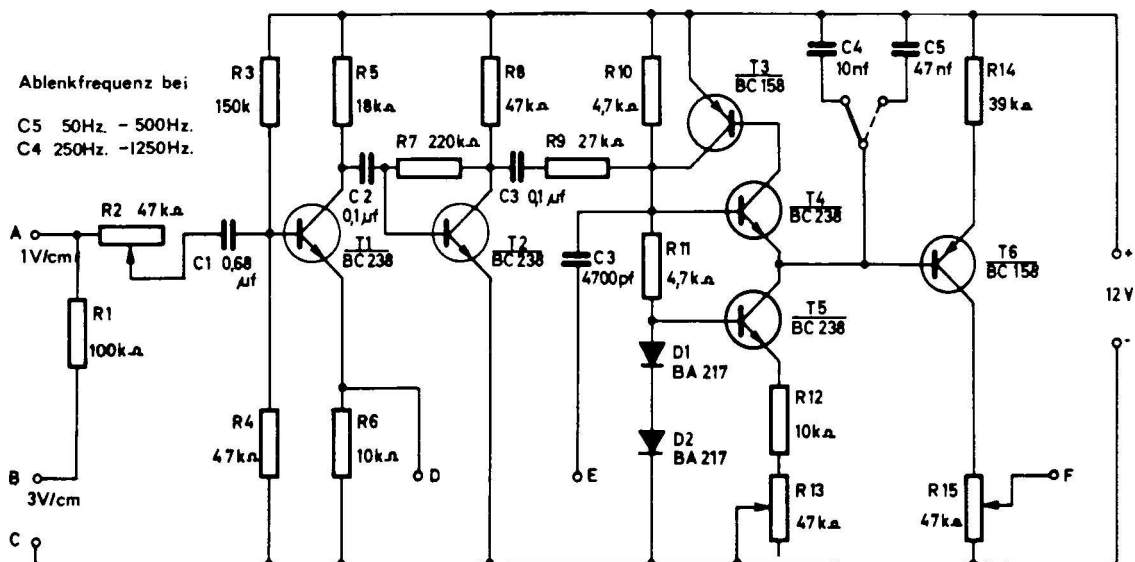 Ablenkfrequenz bei
C5 50Hz. - 500Hz.
C4 250Hz. -1250Hz.
R3
150k
R5
18kΩ
R8
47kΩ
R10
4,7kΩ
T3
BC 158
C4
10nf
C5
47nf
R14
39kΩ
R7 220kΩ
R9 27kΩ
C2
0,1µf
C3 0,1µf
A
1V/cm
R2 47kΩ
C1 0,68
µf
T1
BC 238
T2
BC 238
C3
4700pf
R11
4,7kΩ
T4
BC 238
T6
BC 158
+
12V
-
R1
100kΩ
T5
BC 238
D1
BA 217
R4
47kΩ
R6
10kΩ
D2
BA 217
R12
10kΩ
B
3V/cm
D
E
R13
47kΩ
R15
47kΩ
F
C